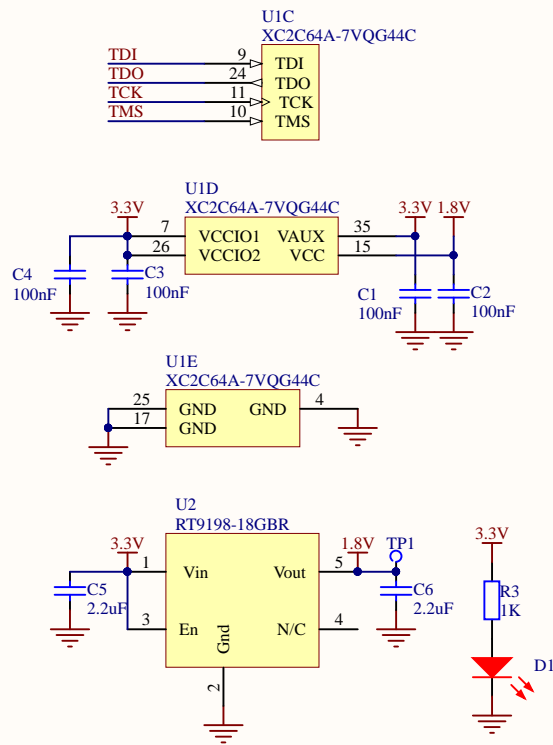 U1C
XC2C64A-7VQG44C
TDI 9 TDI
TDO 24 TDO
TCK 11 TCK
TMS 10 TMS
U1D
3.3V XC2C64A-7VQG44C 3.3V 1.8V
7 VCCIO1 VAUX 35
26 VCCIO2 VCC 15
C4 C3
100nF 100nF
C1 C2
100nF 100nF
U1E
XC2C64A-7VQG44C
25 GND GND 4
17 GND
U2
RT9198-18GBR
3.3V 1.8V TP1 3.3V
1 Vin Vout 5
C5 C6 R3
2.2uF 2.2uF 1K
3 En N/C 4
Gnd
2
D1